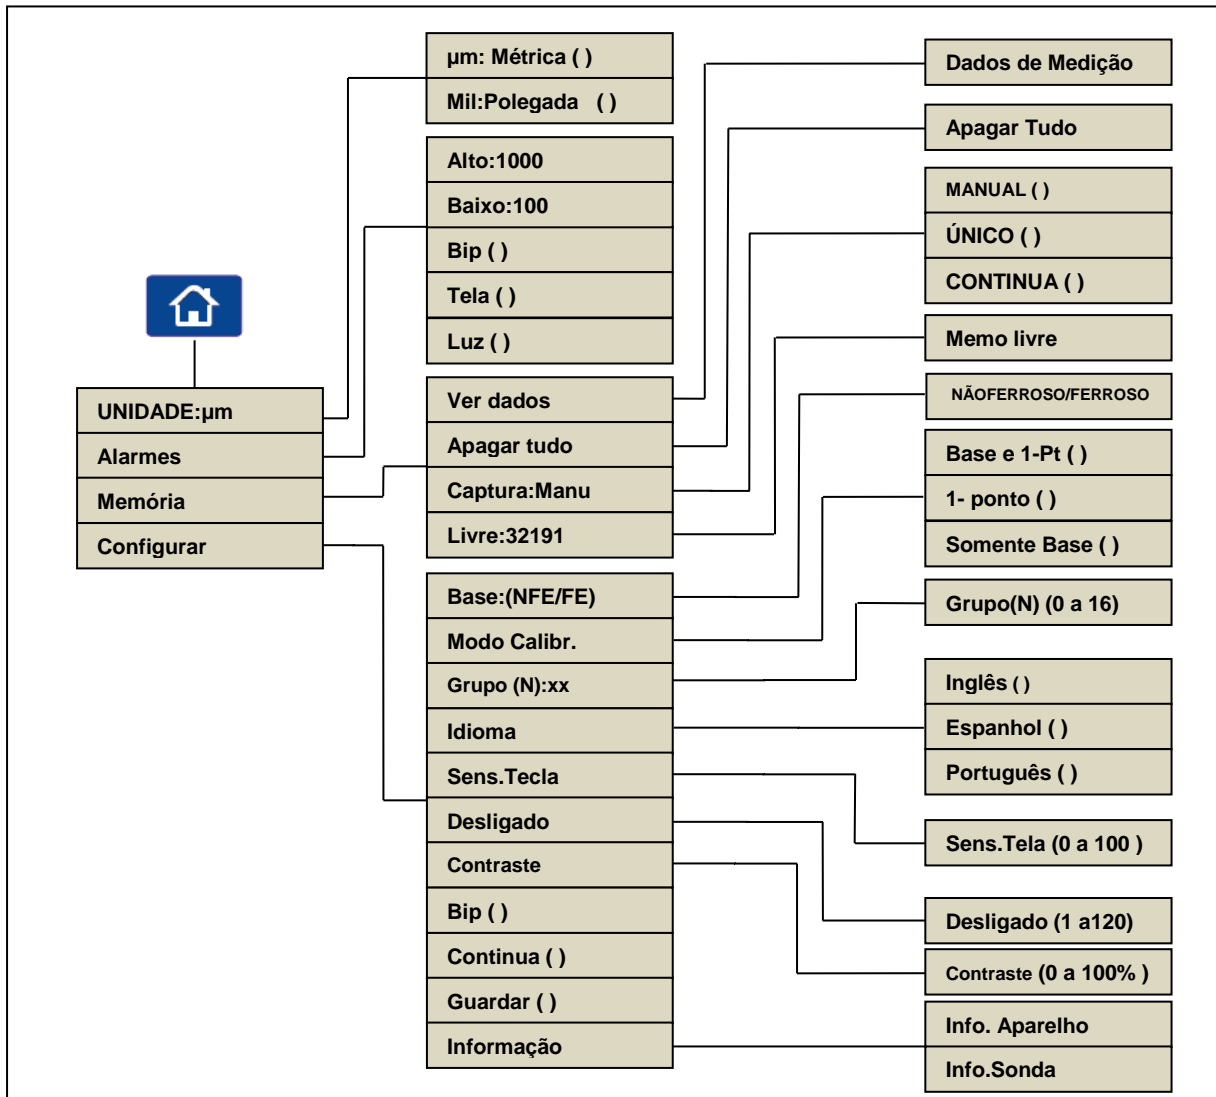 UNIDADE:µm
Alarmes
Memória
Configurar
µm: Métrica ( )
Mil:Polegada ( )
Alto:1000
Baixo:100
Bip ( )
Tela ( )
Luz ( )
Ver dados
Apagar tudo
Captura:Manu
Livre:32191
Base:(NFE/FE)
Modo Calibr.
Grupo (N):xx
Idioma
Sens.Tecla
Desligado
Contraste
Bip ( )
Continua ( )
Guardar ( )
Informação
Dados de Medição
Apagar Tudo
MANUAL ( )
ÚNICO ( )
CONTINUA ( )
Memo livre
NÃOFERROSO/FERROSO
Base e 1-Pt ( )
1- ponto ( )
Somente Base ( )
Grupo(N) (0 a 16)
Inglês ( )
Espanhol ( )
Português ( )
Sens.Tela (0 a 100 )
Desligado (1 a120)
Contraste (0 a 100% )
Info. Aparelho
Info.Sonda